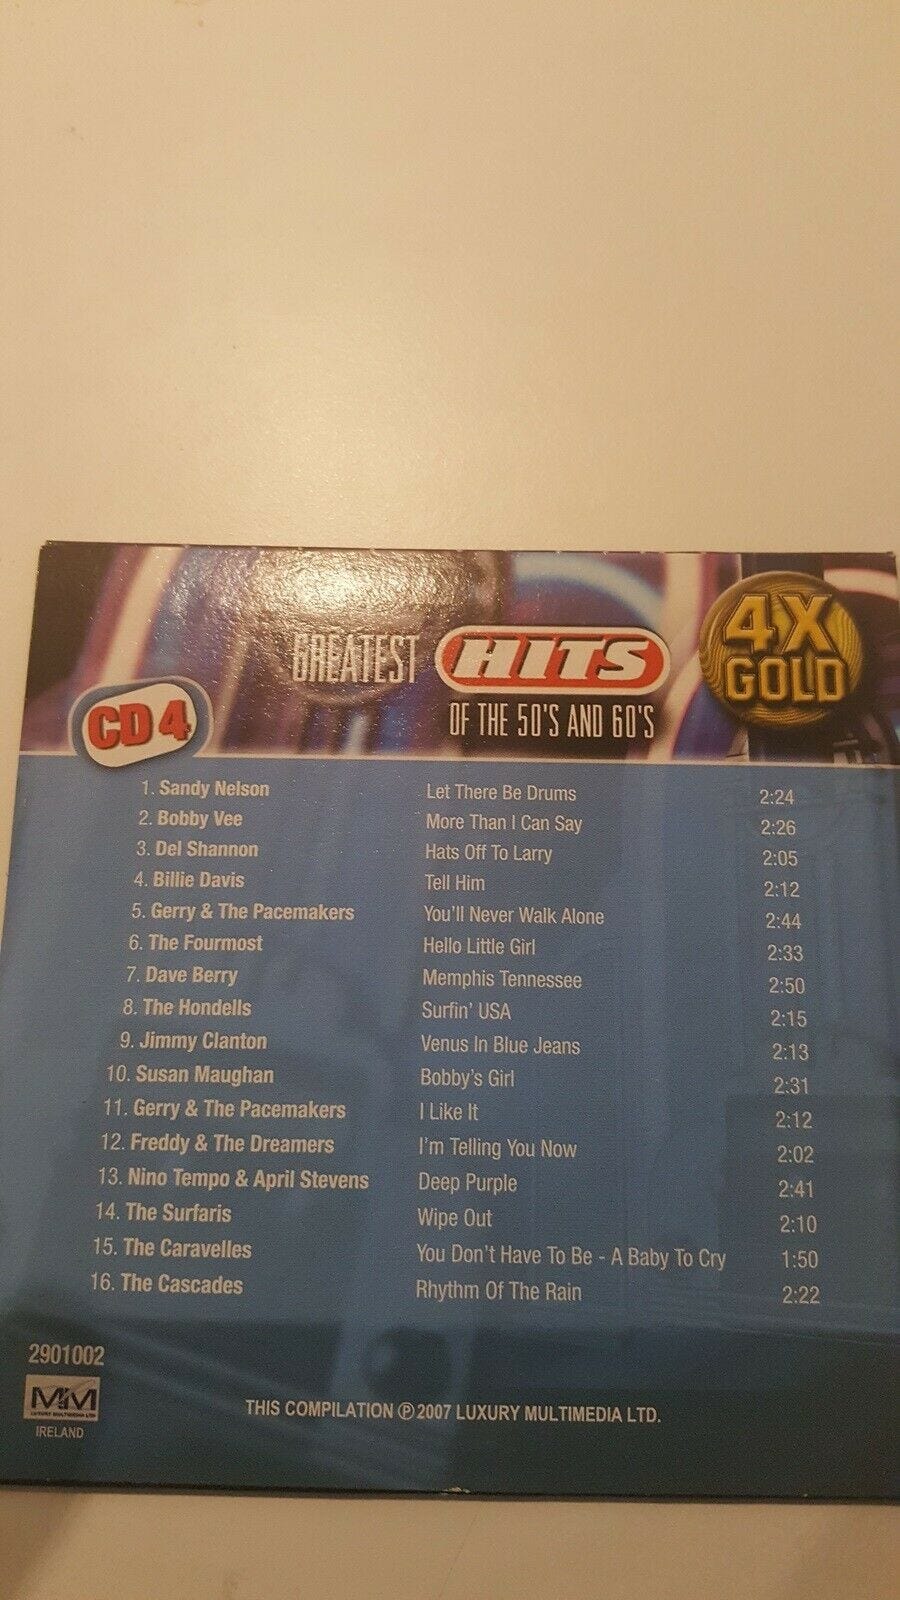 GREATEST HITS
OF THE 50'S AND 60'S
4X
GOLD
CD 4
1. Sandy Nelson Let There Be Drums 2:24
2. Bobby Vee More Than I Can Say 2:26
3. Del Shannon Hats Off To Larry 2:05
4. Billie Davis Tell Him 2:12
5. Gerry & The Pacemakers You'll Never Walk Alone 2:44
6. The Fourmost Hello Little Girl 2:33
7. Dave Berry Memphis Tennessee 2:50
8. The Hondells Surfin' USA 2:15
9. Jimmy Clanton Venus In Blue Jeans 2:13
10. Susan Maughan Bobby's Girl 2:31
11. Gerry & The Pacemakers I Like It 2:12
12. Freddy & The Dreamers I'm Telling You Now 2:02
13. Nino Tempo & April Stevens Deep Purple 2:41
14. The Surfaris Wipe Out 2:10
15. The Caravelles You Don't Have To Be - A Baby To Cry 1:50
16. The Cascades Rhythm Of The Rain 2:22
2901002
MM
LUXURY MULTIMEDIA LTD
IRELAND
THIS COMPILATION ℗ 2007 LUXURY MULTIMEDIA LTD.